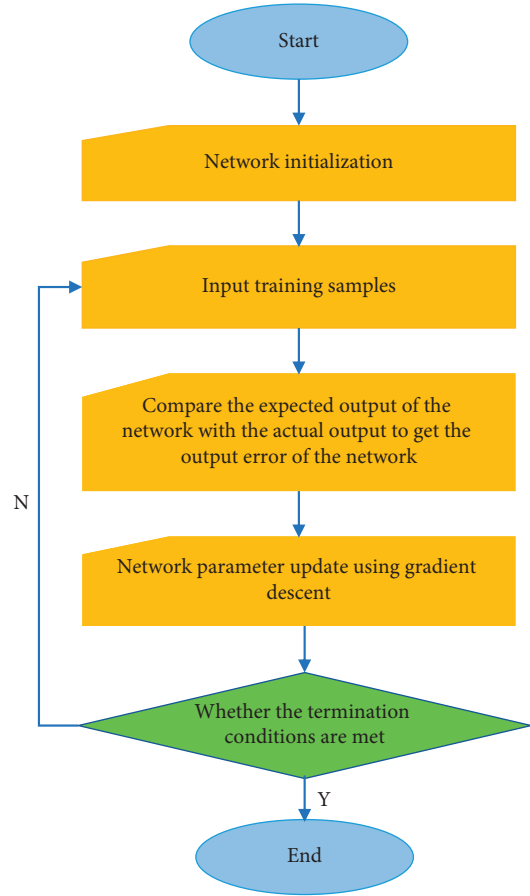 Start
Network initialization
Input training samples
Compare the expected output of the
network with the actual output to get the
output error of the network
N
Network parameter update using gradient
descent
Whether the termination
conditions are met
Y
End